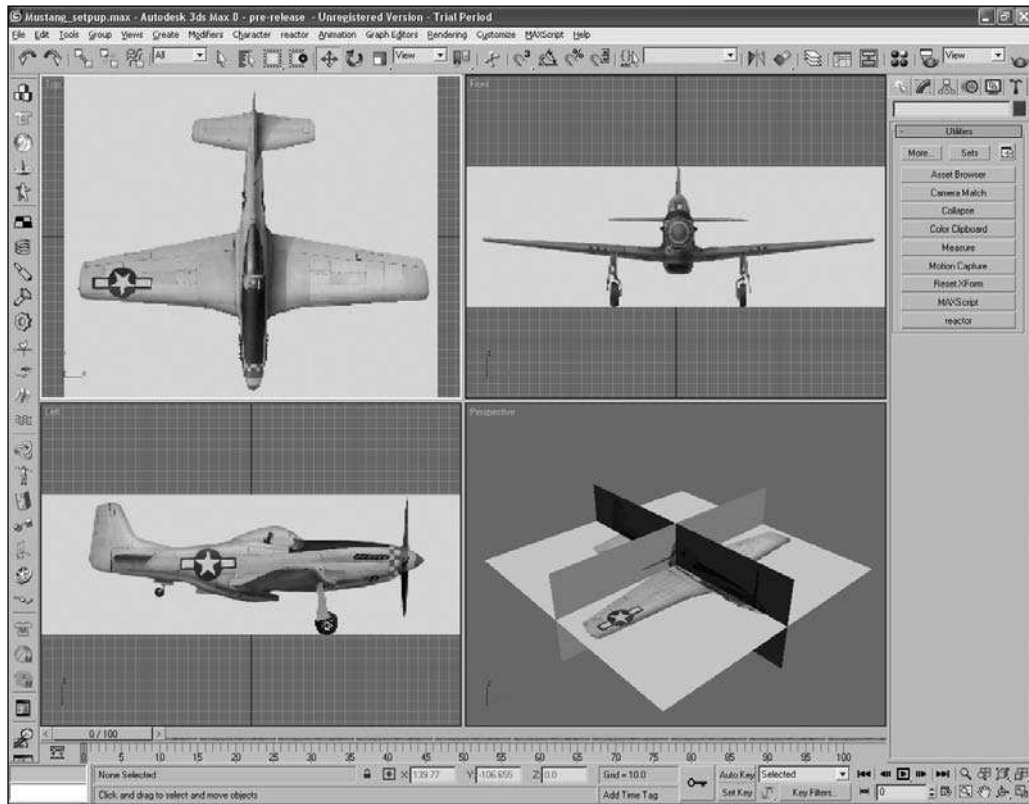 Mustang_setpup.max - Autodesk 3ds Max 8 - pre-release - Unregistered Version - Trial Period
File Edit Tools Group Views Create Modifiers Character reactor Animation Graph Editors Rendering Customize MAXScript Help
All View View
Top Front
Utilities
More... Sets
Asset Browser
Camera Match
Collapse
Color Clipboard
Measure
Motion Capture
Reset XForm
MAXScript
reactor
Left Perspective
0 / 100
5 10 15 20 25 30 35 40 45 50 55 60 65 70 75 80 85 90 95 100
None Selected X: 139.77 Y: -106.655 Z: 0.0 Grid = 10.0 Auto Key Selected
Click and drag to select and move objects Add Time Tag Set Key Key Filters... 0